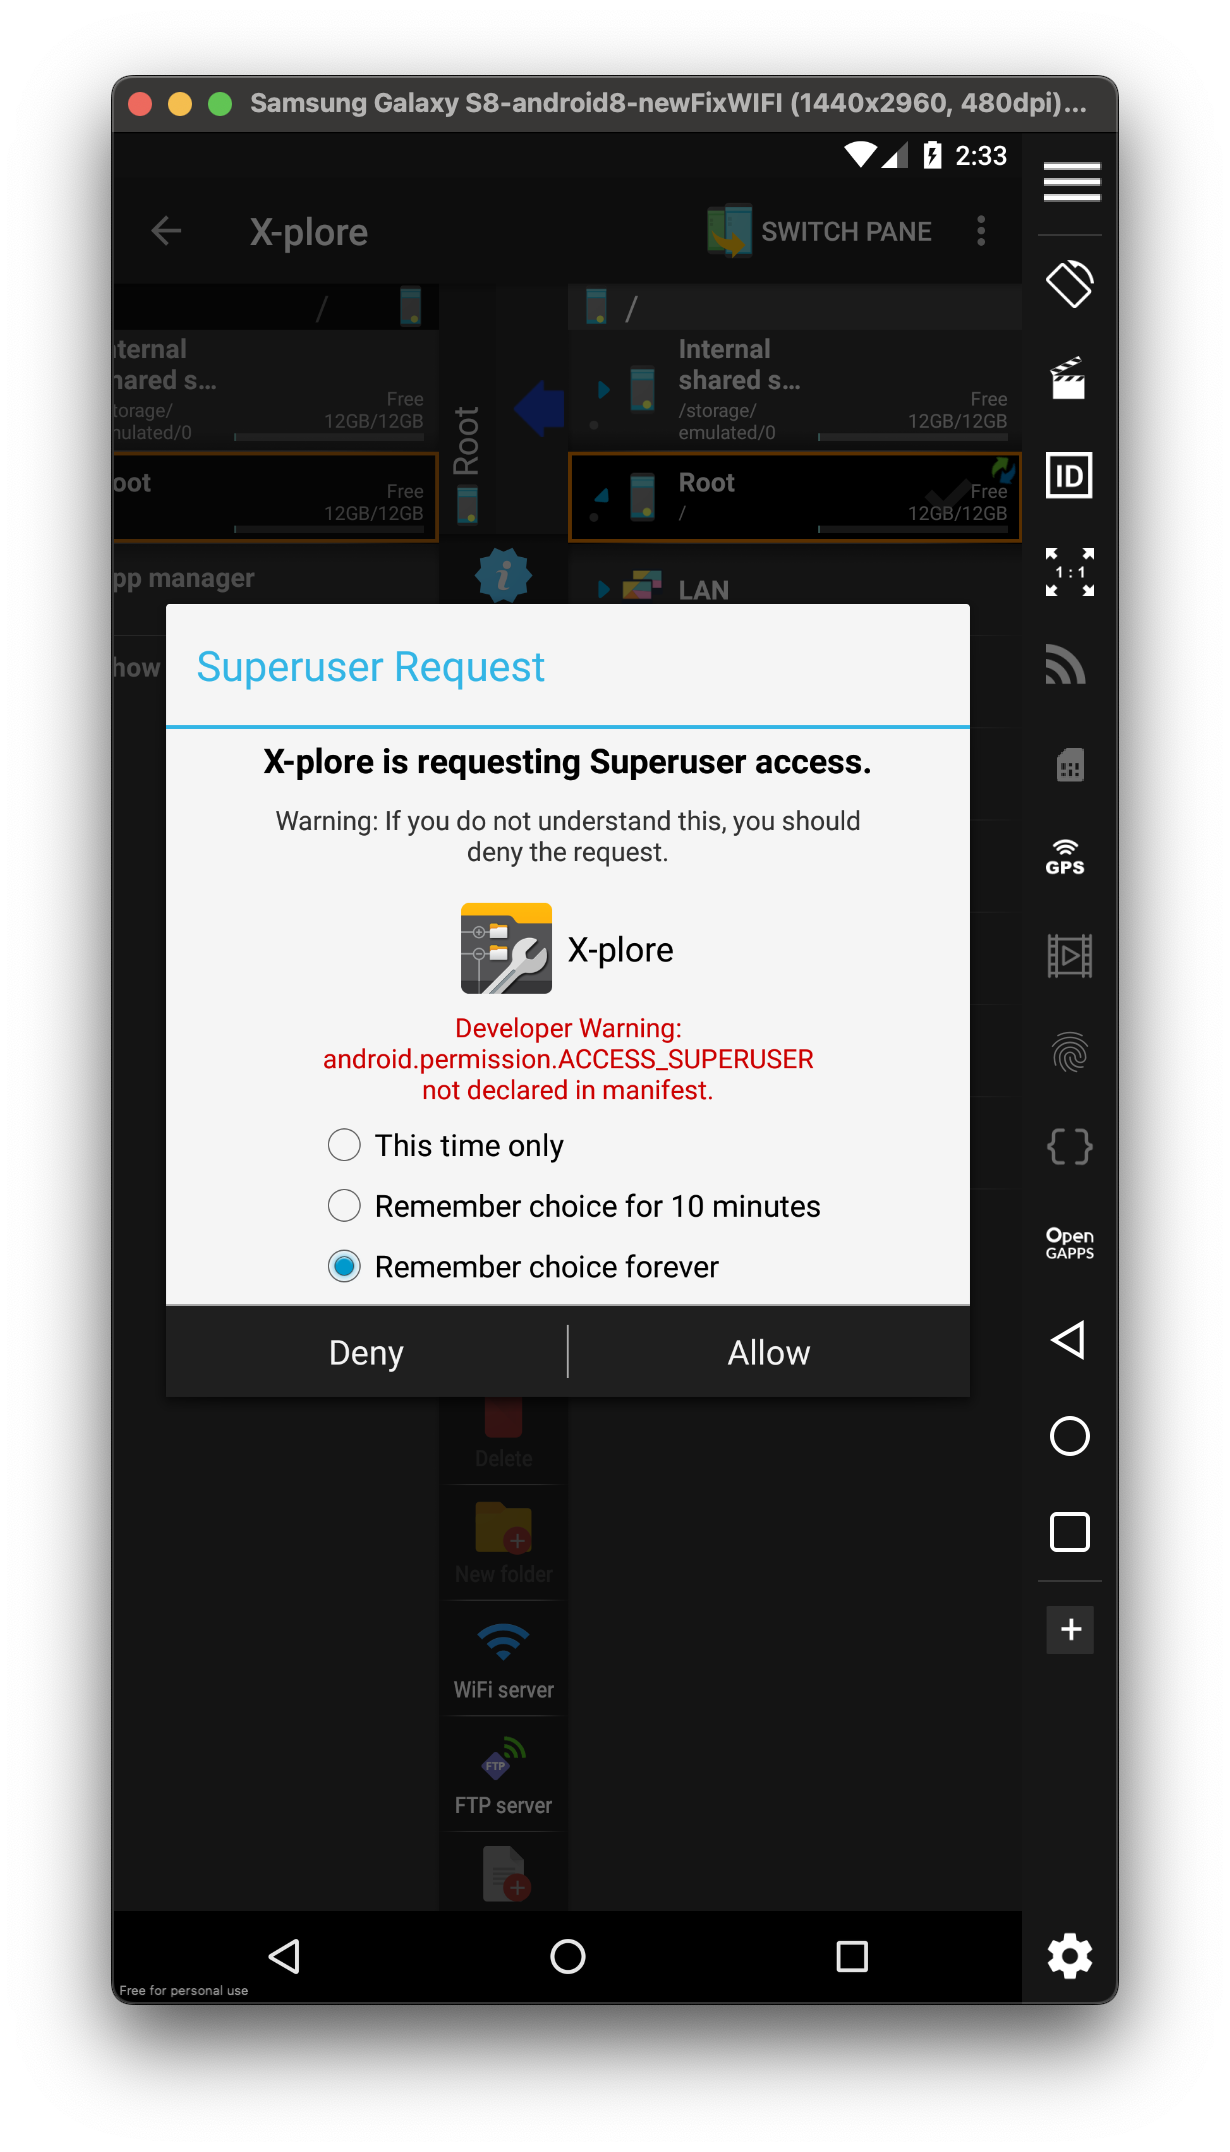 Samsung Galaxy S8-android8-newFixWIFI (1440x2960, 480dpi)...
2:33
X-plore
SWITCH PANE
/
/
nternal
hared s...
Free
torage/
12GB/12GB
mulated/0
Root
Internal
shared s...
Free
/storage/
12GB/12GB
emulated/0
oot
Free
12GB/12GB
Root
Free
/
12GB/12GB
pp manager
i
LAN
how
Superuser Request
X-plore is requesting Superuser access.
Warning: If you do not understand this, you should
deny the request.
X-plore
Developer Warning:
android.permission.ACCESS_SUPERUSER
not declared in manifest.
This time only
Remember choice for 10 minutes
Remember choice forever
Deny
Allow
Delete
New folder
WiFi server
FTP
FTP server
Free for personal use
ID
1:1
GPS
{ }
Open
GAPPS
+